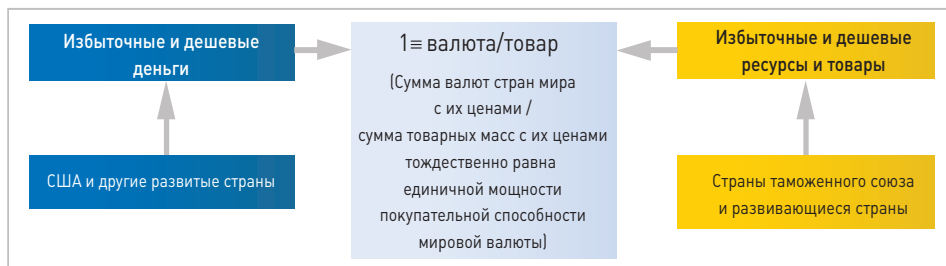 Избыточные и дешевые
деньги
США и другие развитые страны
1≡ валюта/товар
(Сумма валют стран мира
с их ценами /
сумма товарных масс с их ценами
тождественно равна
единичной мощности
покупательной способности
мировой валюты)
Избыточные и дешевые
ресурсы и товары
Страны таможенного союза
и развивающиеся страны